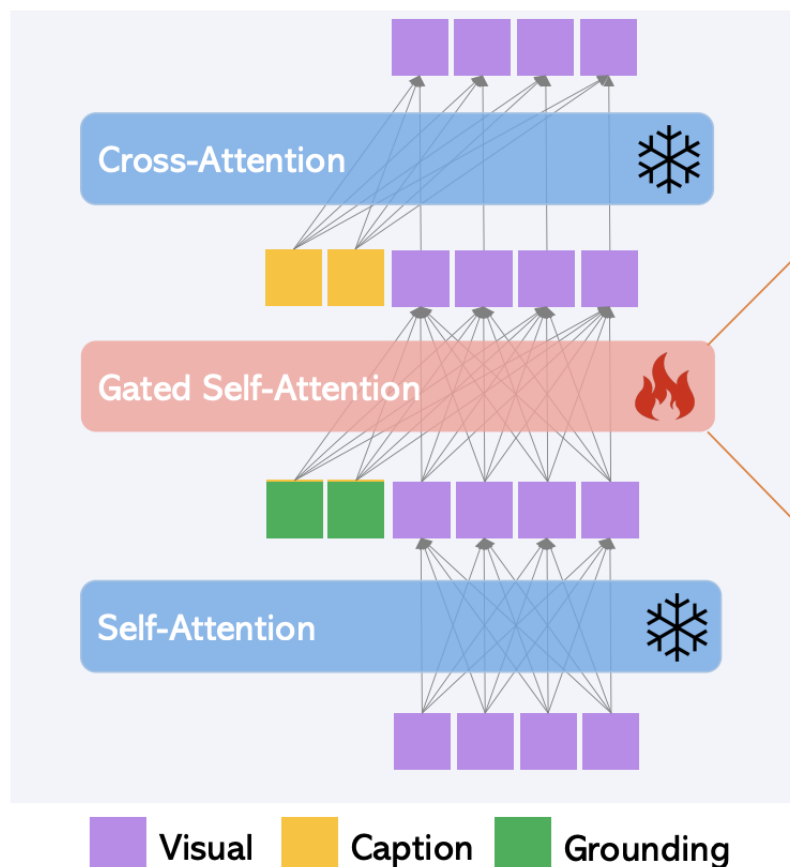 Cross-Attention
Gated Self-Attention
Self-Attention
Visual Caption Grounding